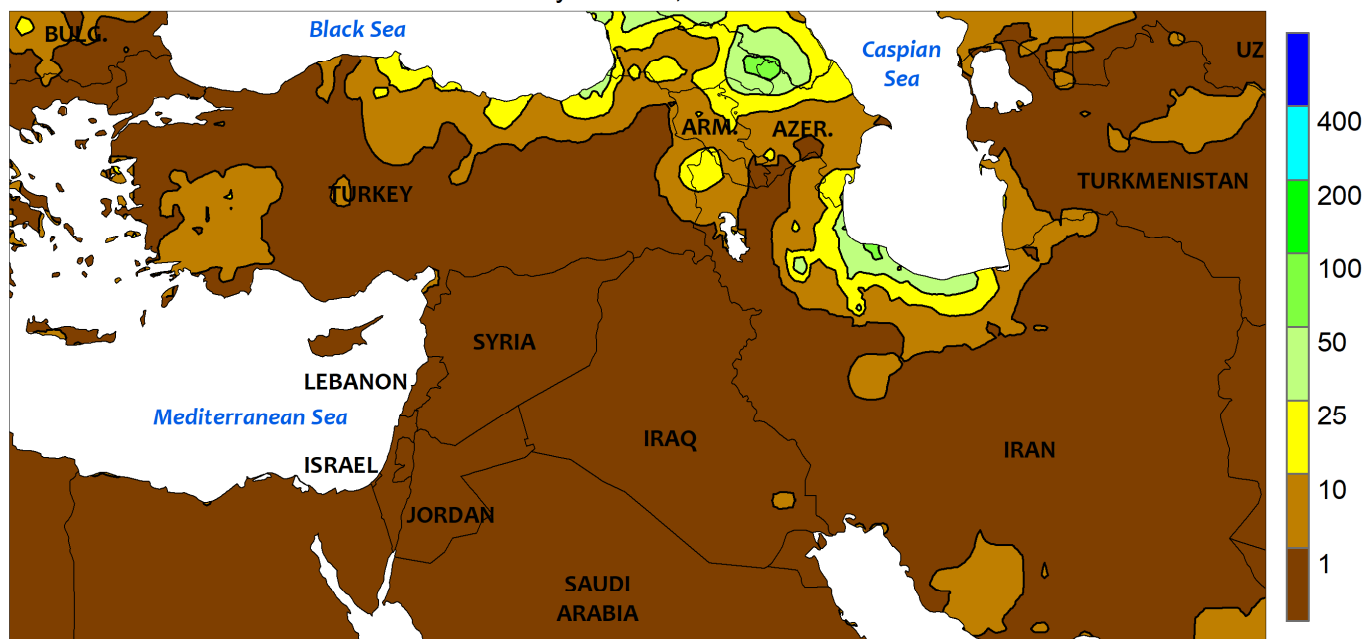 BULG.
Black Sea
Caspian
Sea
UZ
400
ARM.
AZER.
200
TURKEY
TURKMENISTAN
100
SYRIA
50
LEBANON
Mediterranean Sea
25
IRAQ
IRAN
ISRAEL
10
JORDAN
1
SAUDI
ARABIA